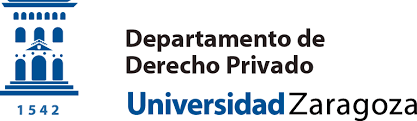 Departamento de
Derecho Privado
1542
Universidad Zaragoza